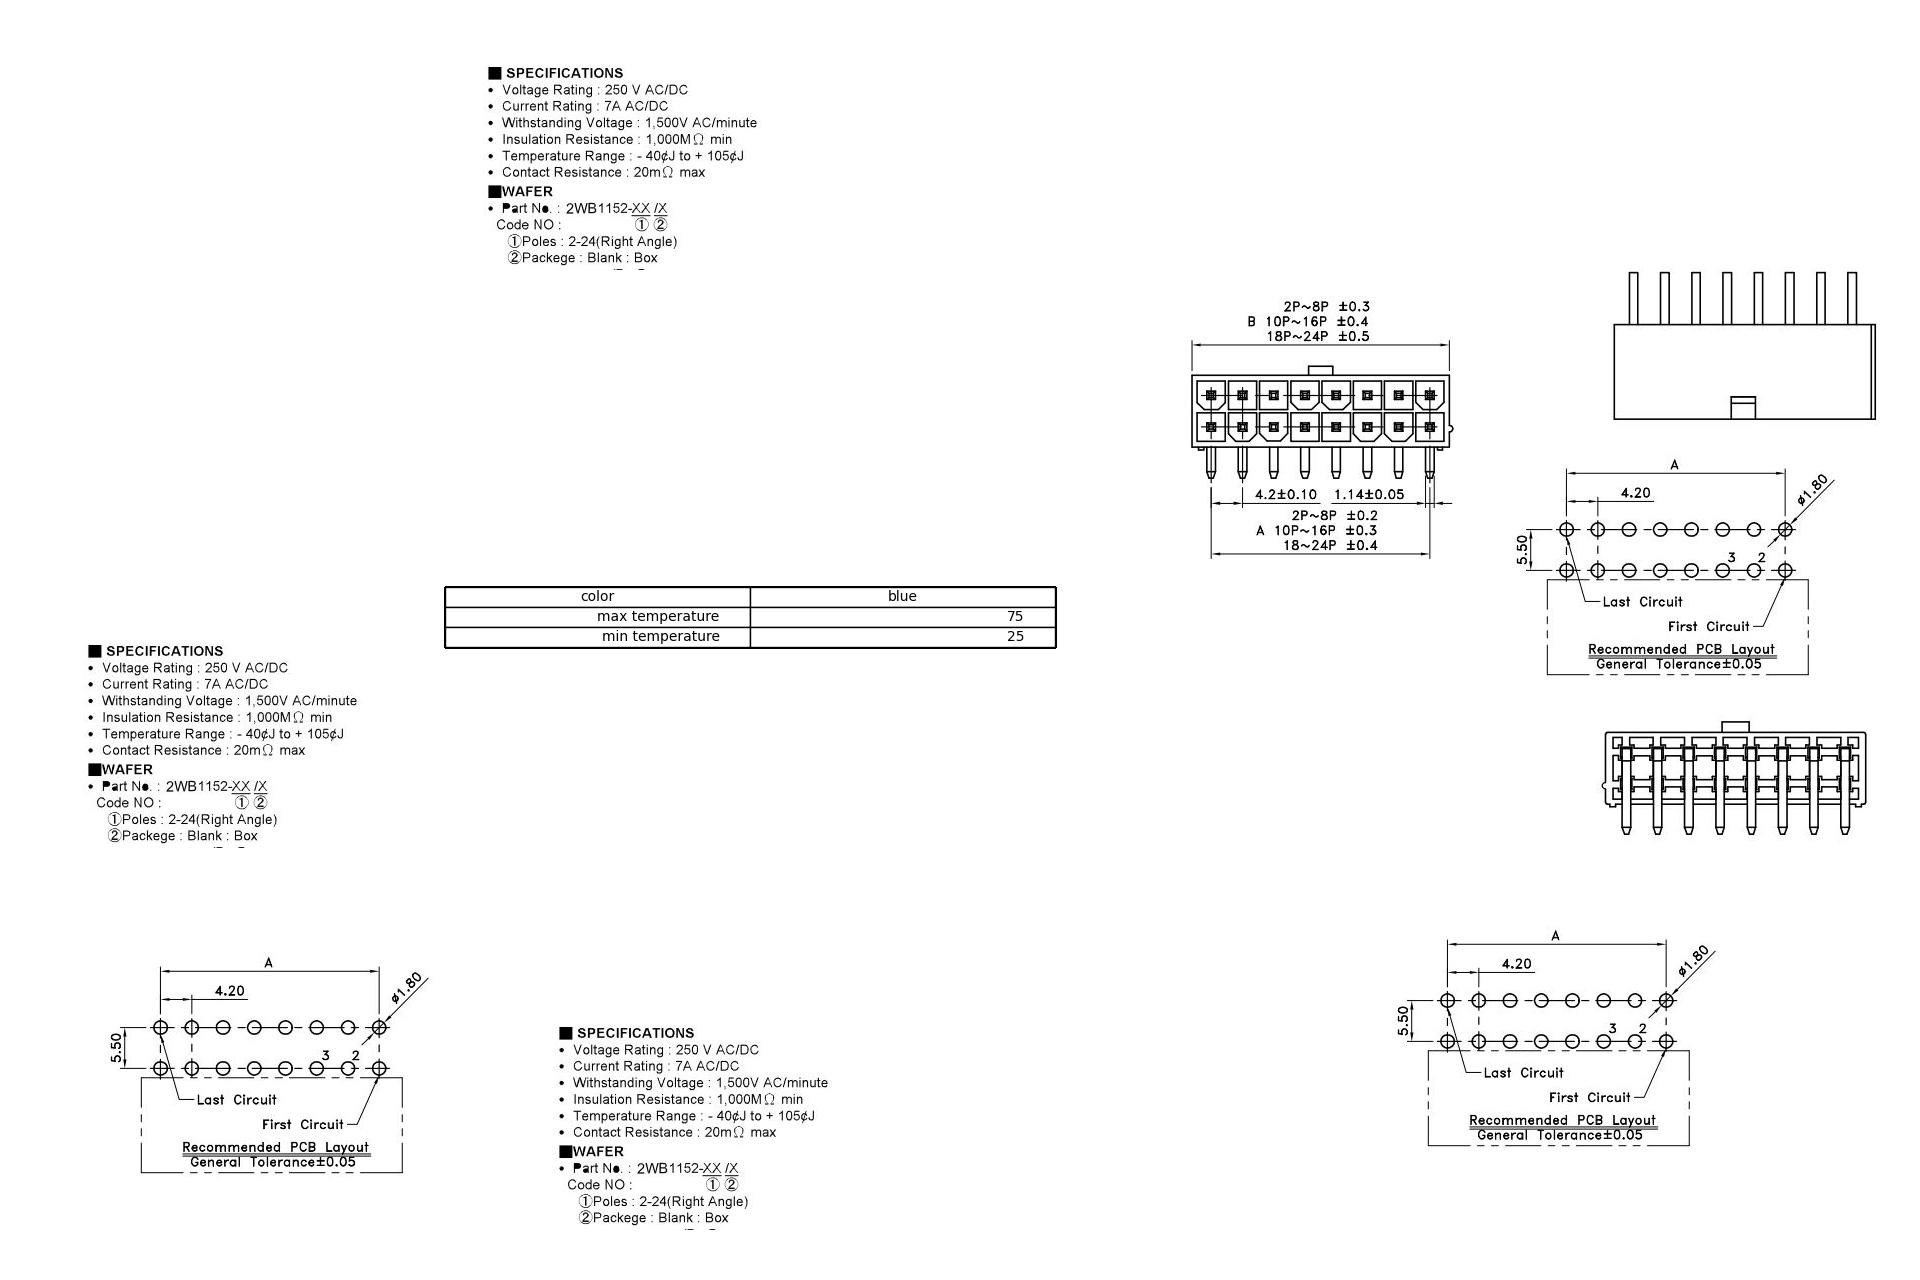 ■ SPECIFICATIONS
• Voltage Rating : 250 V AC/DC
• Current Rating : 7A AC/DC
• Withstanding Voltage : 1,500V AC/minute
• Insulation Resistance : 1,000MΩ min
• Temperature Range : - 40¢J to + 105¢J
• Contact Resistance : 20mΩ max
■WAFER
• Part No. : 2WB1152-XX /X
Code NO : ① ②
①Poles : 2-24(Right Angle)
②Packege : Blank : Box
2P~8P ±0.3
B 10P~16P ±0.4
18P~24P ±0.5
4.2±0.10 1.14±0.05
2P~8P ±0.2
A 10P~16P ±0.3
18~24P ±0.4
A
4.20
ø1.80
5.50
3 2
Last Circuit
First Circuit
Recommended PCB Layout
General Tolerance±0.05
color blue
max temperature 75
min temperature 25
■ SPECIFICATIONS
• Voltage Rating : 250 V AC/DC
• Current Rating : 7A AC/DC
• Withstanding Voltage : 1,500V AC/minute
• Insulation Resistance : 1,000MΩ min
• Temperature Range : - 40¢J to + 105¢J
• Contact Resistance : 20mΩ max
■WAFER
• Part No. : 2WB1152-XX /X
Code NO : ① ②
①Poles : 2-24(Right Angle)
②Packege : Blank : Box
A
4.20
ø1.80
5.50
3 2
Last Circuit
First Circuit
Recommended PCB Layout
General Tolerance±0.05
■ SPECIFICATIONS
• Voltage Rating : 250 V AC/DC
• Current Rating : 7A AC/DC
• Withstanding Voltage : 1,500V AC/minute
• Insulation Resistance : 1,000MΩ min
• Temperature Range : - 40¢J to + 105¢J
• Contact Resistance : 20mΩ max
■WAFER
• Part No. : 2WB1152-XX /X
Code NO : ① ②
①Poles : 2-24(Right Angle)
②Packege : Blank : Box
A
4.20
ø1.80
5.50
3 2
Last Circuit
First Circuit
Recommended PCB Layout
General Tolerance±0.05